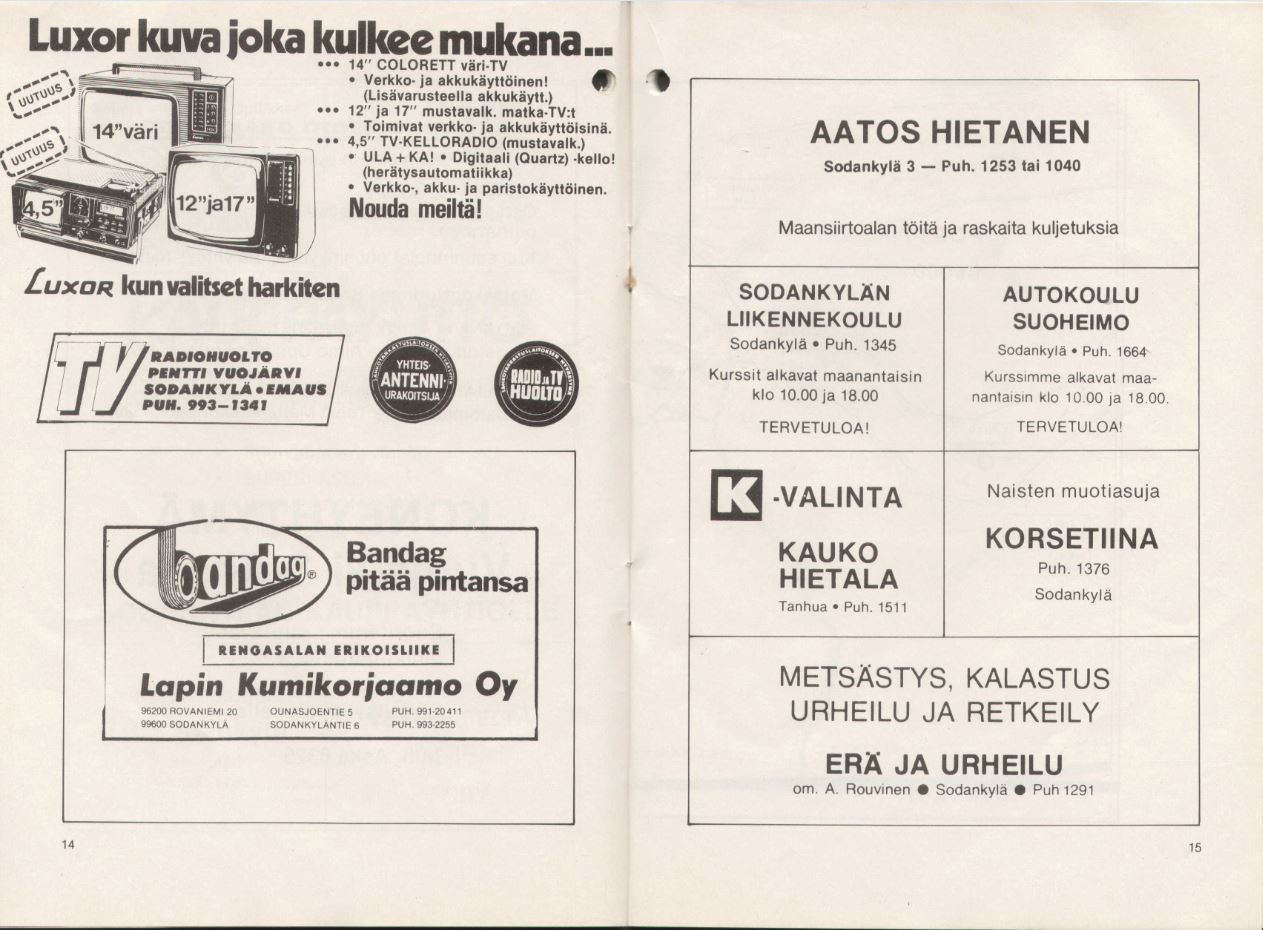 Luxor kuva joka kulkee mukana...
UUTUUS
UUTUUS
14" väri
4,5"
12" ja 17"
••• 14" COLORETT väri-TV
• Verkko- ja akkukäyttöinen!
(Lisävarusteella akkukäytt.)
••• 12" ja 17" mustavalk. matka-TV:t
• Toimivat verkko- ja akkukäyttöisinä.
••• 4,5" TV-KELLORADIO (mustavalk.)
• ULA + KA! • Digitaali (Quartz) -kello!
(herätysautomatiikka)
• Verkko-, akku- ja paristokäyttöinen.
Nouda meiltä!
LUXOR kun valitset harkiten
TV
RADIOHUOLTO
PENTTI VUOJÄRVI
SODANKYLÄ • EMAUS
PUH. 993–1341
YHTEIS-
ANTENNI-
URAKOITSIJA
RADIO JA TV
HUOLTO
bandag ®
Bandag
pitää pintansa
RENGASALAN ERIKOISLIIKE
Lapin Kumikorjaamo Oy
96200 ROVANIEMI 20 OUNASJOENTIE 5 PUH. 991-20 411
99600 SODANKYLÄ SODANKYLÄNTIE 6 PUH. 993-2255
14
AATOS HIETANEN
Sodankylä 3 — Puh. 1253 tai 1040
Maansiirtoalan töitä ja raskaita kuljetuksia
SODANKYLÄN
LIIKENNEKOULU
Sodankylä • Puh. 1345
Kurssit alkavat maanantaisin
klo 10.00 ja 18.00
TERVETULOA!
AUTOKOULU
SUOHEIMO
Sodankylä • Puh. 1664
Kurssimme alkavat maa-
nantaisin klo 10.00 ja 18.00.
TERVETULOA!
K -VALINTA
KAUKO
HIETALA
Tanhua • Puh. 1511
Naisten muotiasuja
KORSETIINA
Puh. 1376
Sodankylä
METSÄSTYS, KALASTUS
URHEILU JA RETKEILY
ERÄ JA URHEILU
om. A. Rouvinen ● Sodankylä ● Puh 1291
15